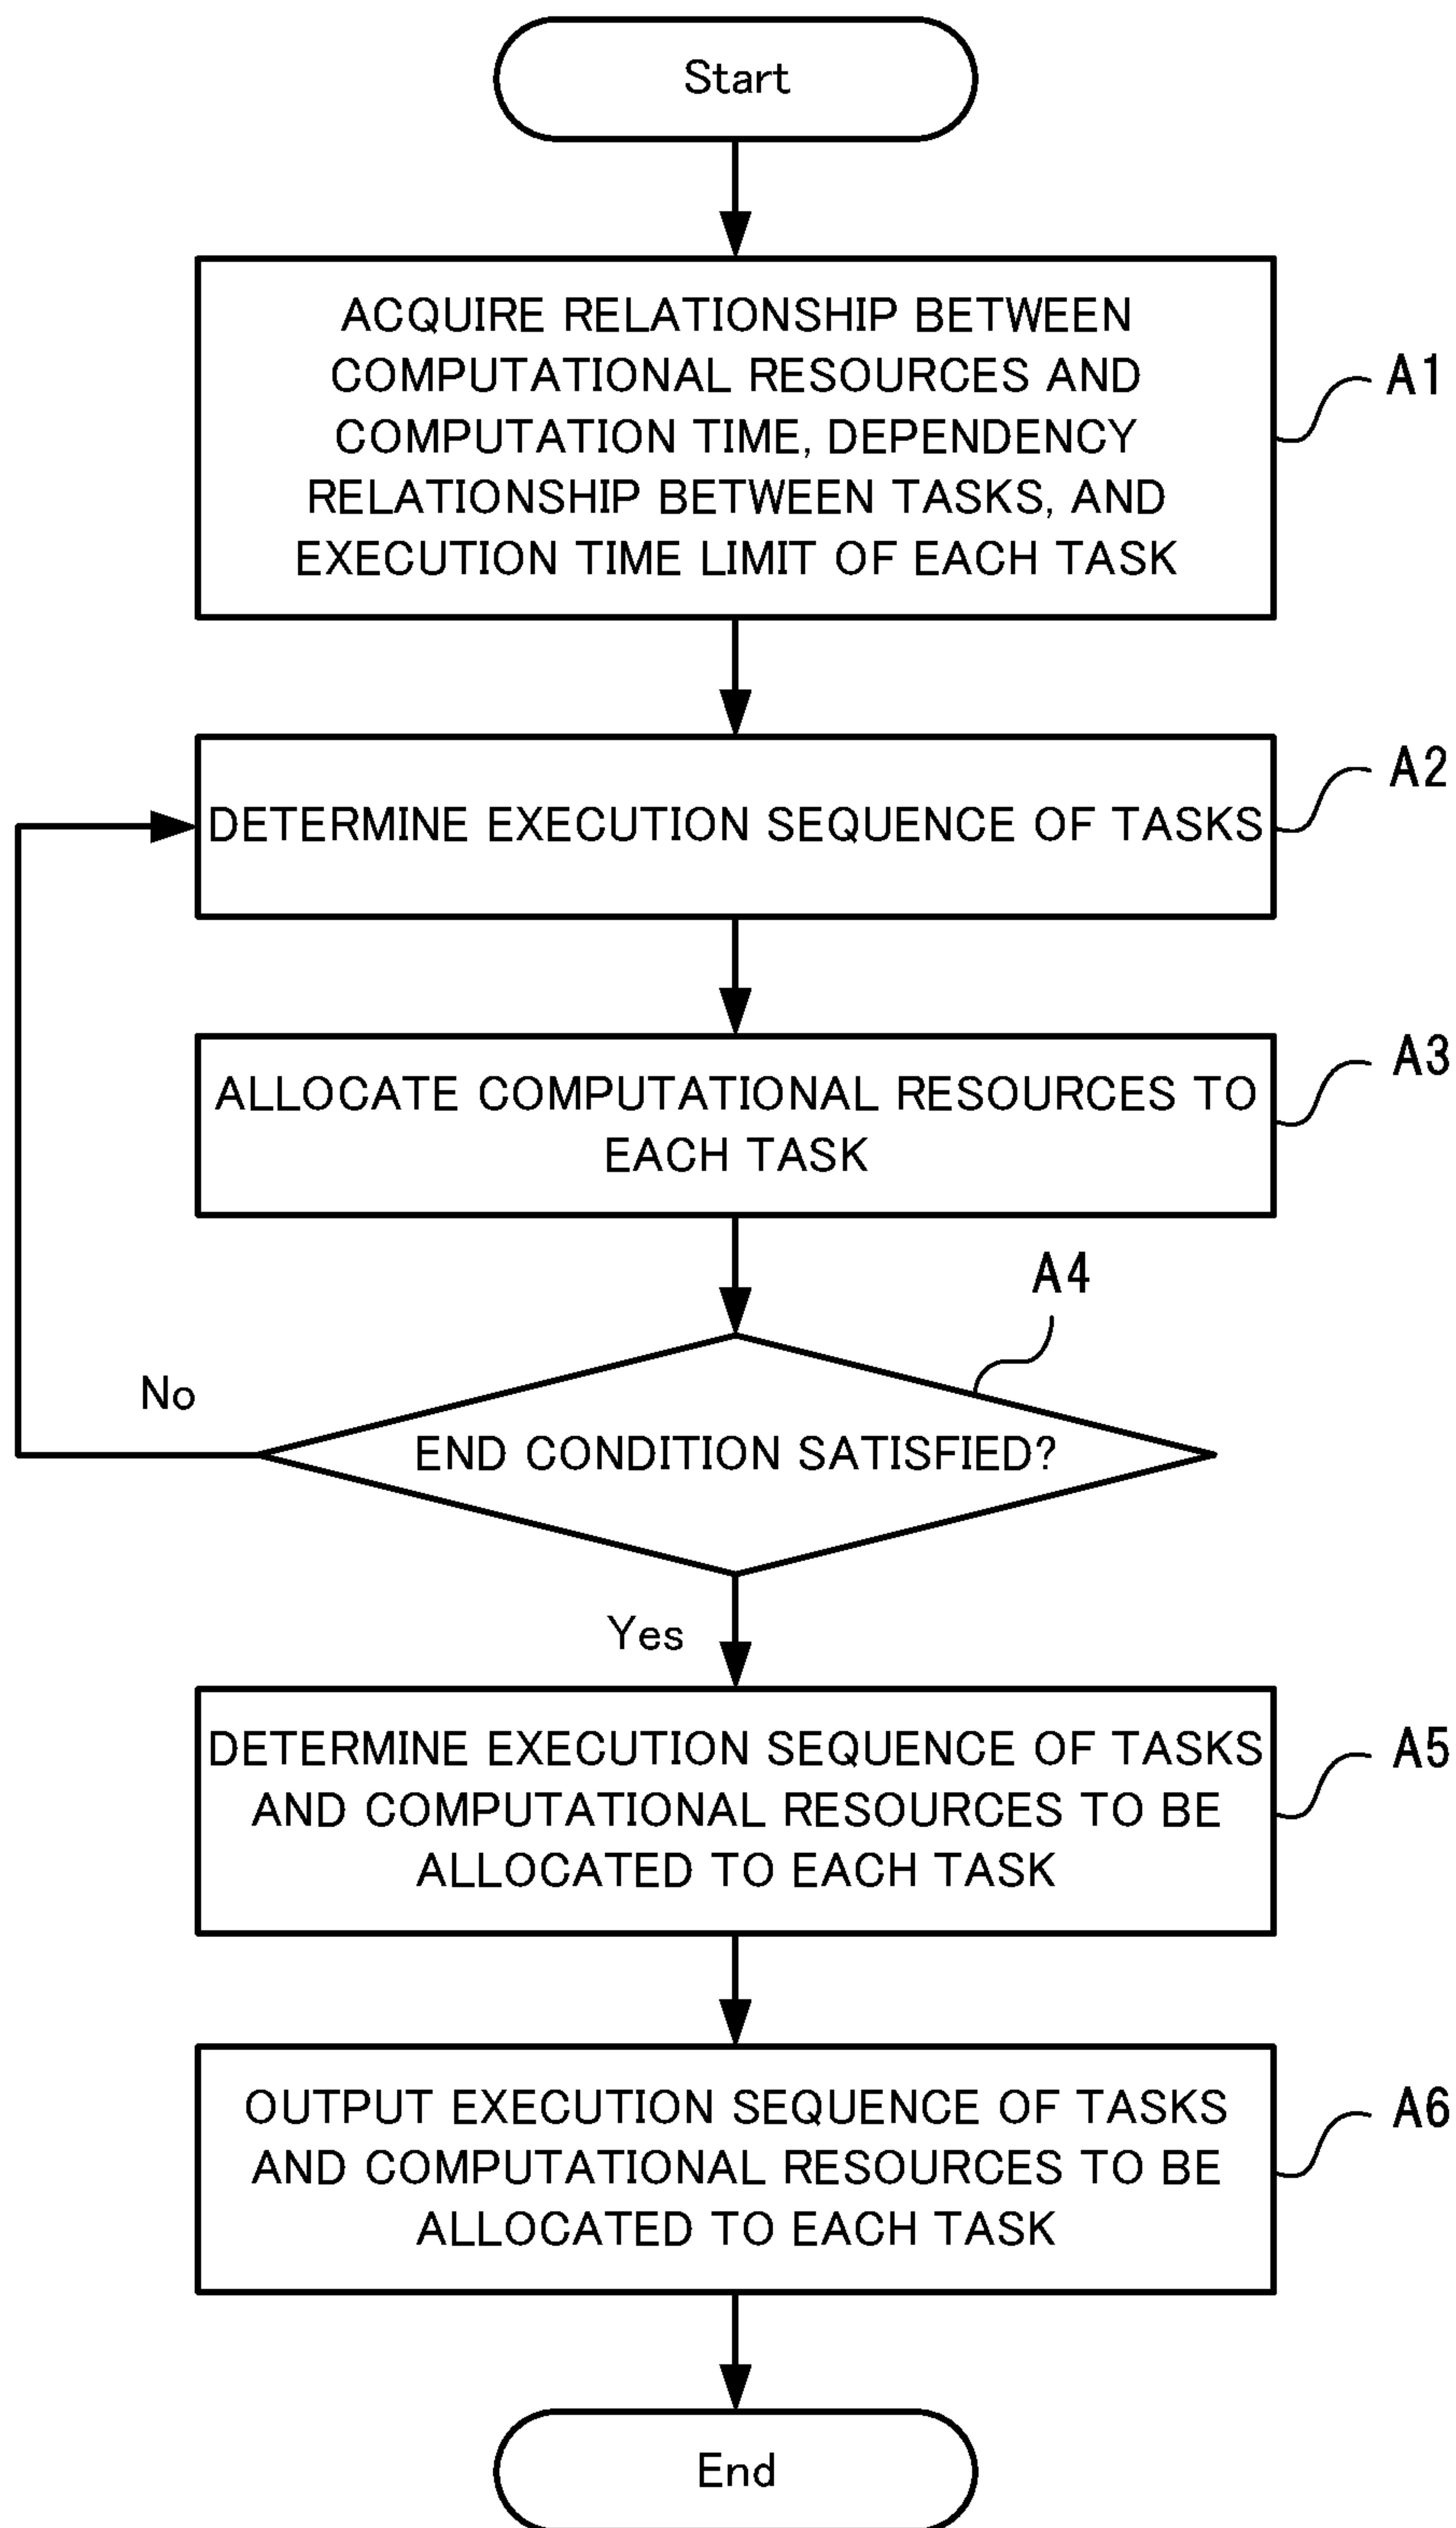 Start
ACQUIRE RELATIONSHIP BETWEEN
COMPUTATIONAL RESOURCES AND
COMPUTATION TIME, DEPENDENCY
RELATIONSHIP BETWEEN TASKS, AND
EXECUTION TIME LIMIT OF EACH TASK
A1
DETERMINE EXECUTION SEQUENCE OF TASKS
A2
ALLOCATE COMPUTATIONAL RESOURCES TO
EACH TASK
A3
A4
END CONDITION SATISFIED?
No
Yes
DETERMINE EXECUTION SEQUENCE OF TASKS
AND COMPUTATIONAL RESOURCES TO BE
ALLOCATED TO EACH TASK
A5
OUTPUT EXECUTION SEQUENCE OF TASKS
AND COMPUTATIONAL RESOURCES TO BE
ALLOCATED TO EACH TASK
A6
End